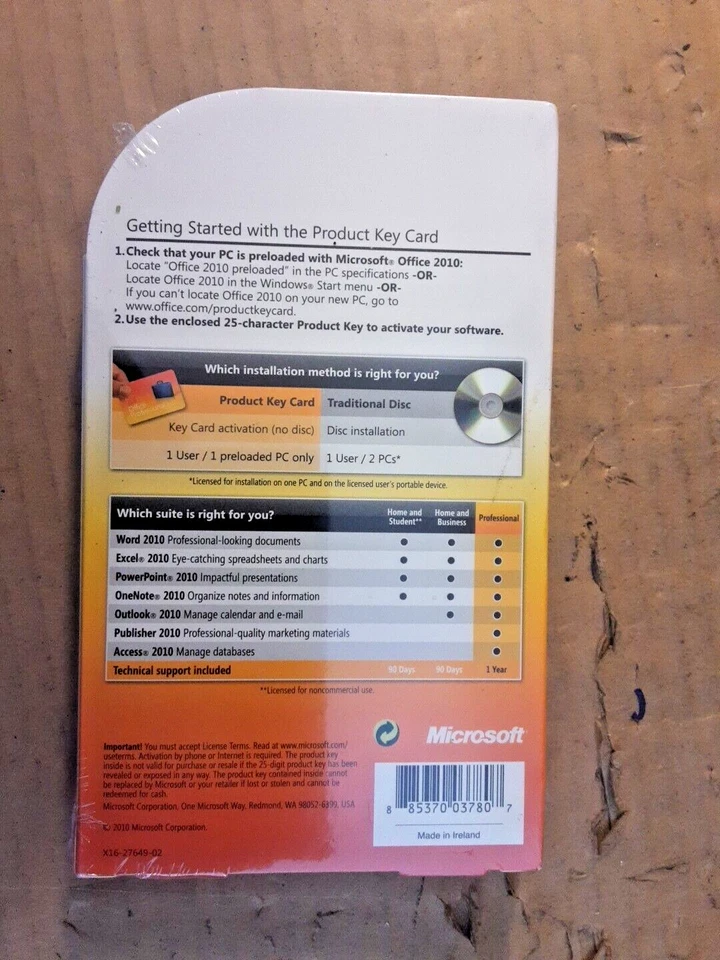 Getting Started with the Product Key Card
1. Check that your PC is preloaded with Microsoft® Office 2010:
Locate "Office 2010 preloaded" in the PC specifications -OR-
Locate Office 2010 in the Windows® Start menu -OR-
If you can't locate Office 2010 on your new PC, go to
www.office.com/productkeycard.
2. Use the enclosed 25-character Product Key to activate your software.
Which installation method is right for you?
Product Key Card Traditional Disc
Key Card activation (no disc) Disc installation
1 User / 1 preloaded PC only 1 User / 2 PCs*
*Licensed for installation on one PC and on the licensed user's portable device.
Which suite is right for you? Home and Student** Home and Business Professional
Word 2010 Professional-looking documents ● ● ●
Excel® 2010 Eye-catching spreadsheets and charts ● ● ●
PowerPoint® 2010 Impactful presentations ● ● ●
OneNote® 2010 Organize notes and information ● ● ●
Outlook® 2010 Manage calendar and e-mail ● ●
Publisher 2010 Professional-quality marketing materials ●
Access® 2010 Manage databases ●
Technical support included 90 Days 90 Days 1 Year
**Licensed for noncommercial use.
Microsoft
Important! You must accept License Terms. Read at www.microsoft.com/
useterms. Activation by phone or Internet is required. The product key
inside is not valid for purchase or resale if the 25-digit product key has been
revealed or exposed in any way. The product key contained inside cannot
be replaced by Microsoft or your retailer if lost or stolen and cannot be
redeemed for cash.
Microsoft Corporation. One Microsoft Way, Redmond, WA 98052-6399, USA
© 2010 Microsoft Corporation.
X16-27649-02
8 85370 03780 7
Made in Ireland